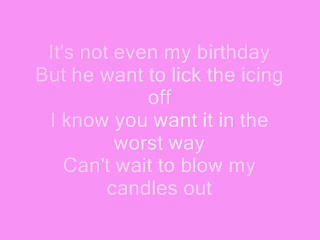 It's not even my birthday
But he want to lick the icing
off
I know you want it in the
worst way
Can't wait to blow my
candles out